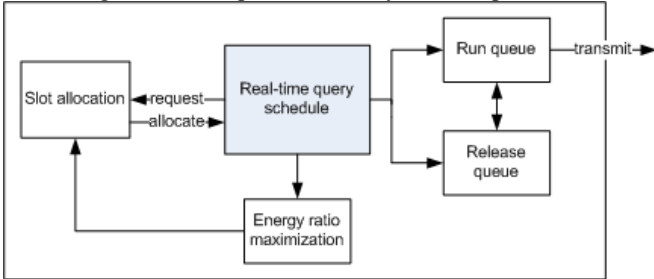 Run queue
transmit
Slot allocation
request
allocate
Real-time query
schedule
Release
queue
Energy ratio
maximization